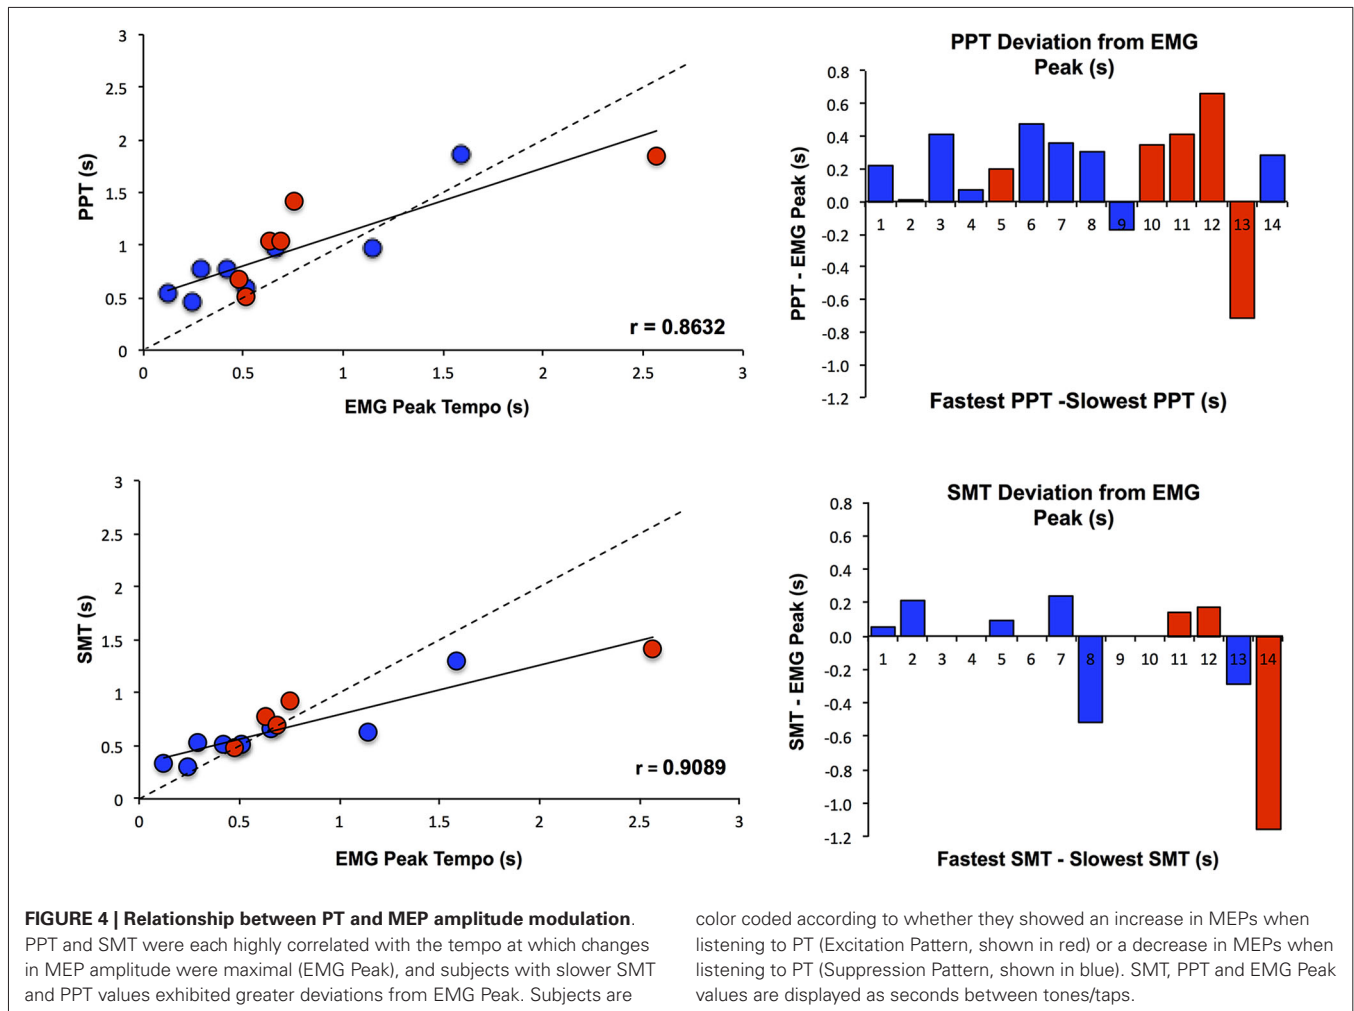 3
2.5
2
1.5
1
0.5
0
PPT (s)
r = 0.8632
0 0.5 1 1.5 2 2.5 3
EMG Peak Tempo (s)
PPT Deviation from EMG
Peak (s)
0.8
0.6
0.4
0.2
0.0
-0.2
-0.4
-0.6
-0.8
-1.0
-1.2
PPT - EMG Peak (s)
1 2 3 4 5 6 7 8 9 10 11 12 13 14
Fastest PPT -Slowest PPT (s)
3
2.5
2
1.5
1
0.5
0
SMT (s)
r = 0.9089
0 0.5 1 1.5 2 2.5 3
EMG Peak Tempo (s)
SMT Deviation from EMG
Peak (s)
0.8
0.6
0.4
0.2
0.0
-0.2
-0.4
-0.6
-0.8
-1.0
-1.2
SMT - EMG Peak (s)
1 2 3 4 5 6 7 8 9 10 11 12 13 14
Fastest SMT - Slowest SMT (s)
FIGURE 4 | Relationship between PT and MEP amplitude modulation.
PPT and SMT were each highly correlated with the tempo at which changes
in MEP amplitude were maximal (EMG Peak), and subjects with slower SMT
and PPT values exhibited greater deviations from EMG Peak. Subjects are
color coded according to whether they showed an increase in MEPs when
listening to PT (Excitation Pattern, shown in red) or a decrease in MEPs when
listening to PT (Suppression Pattern, shown in blue). SMT, PPT and EMG Peak
values are displayed as seconds between tones/taps.